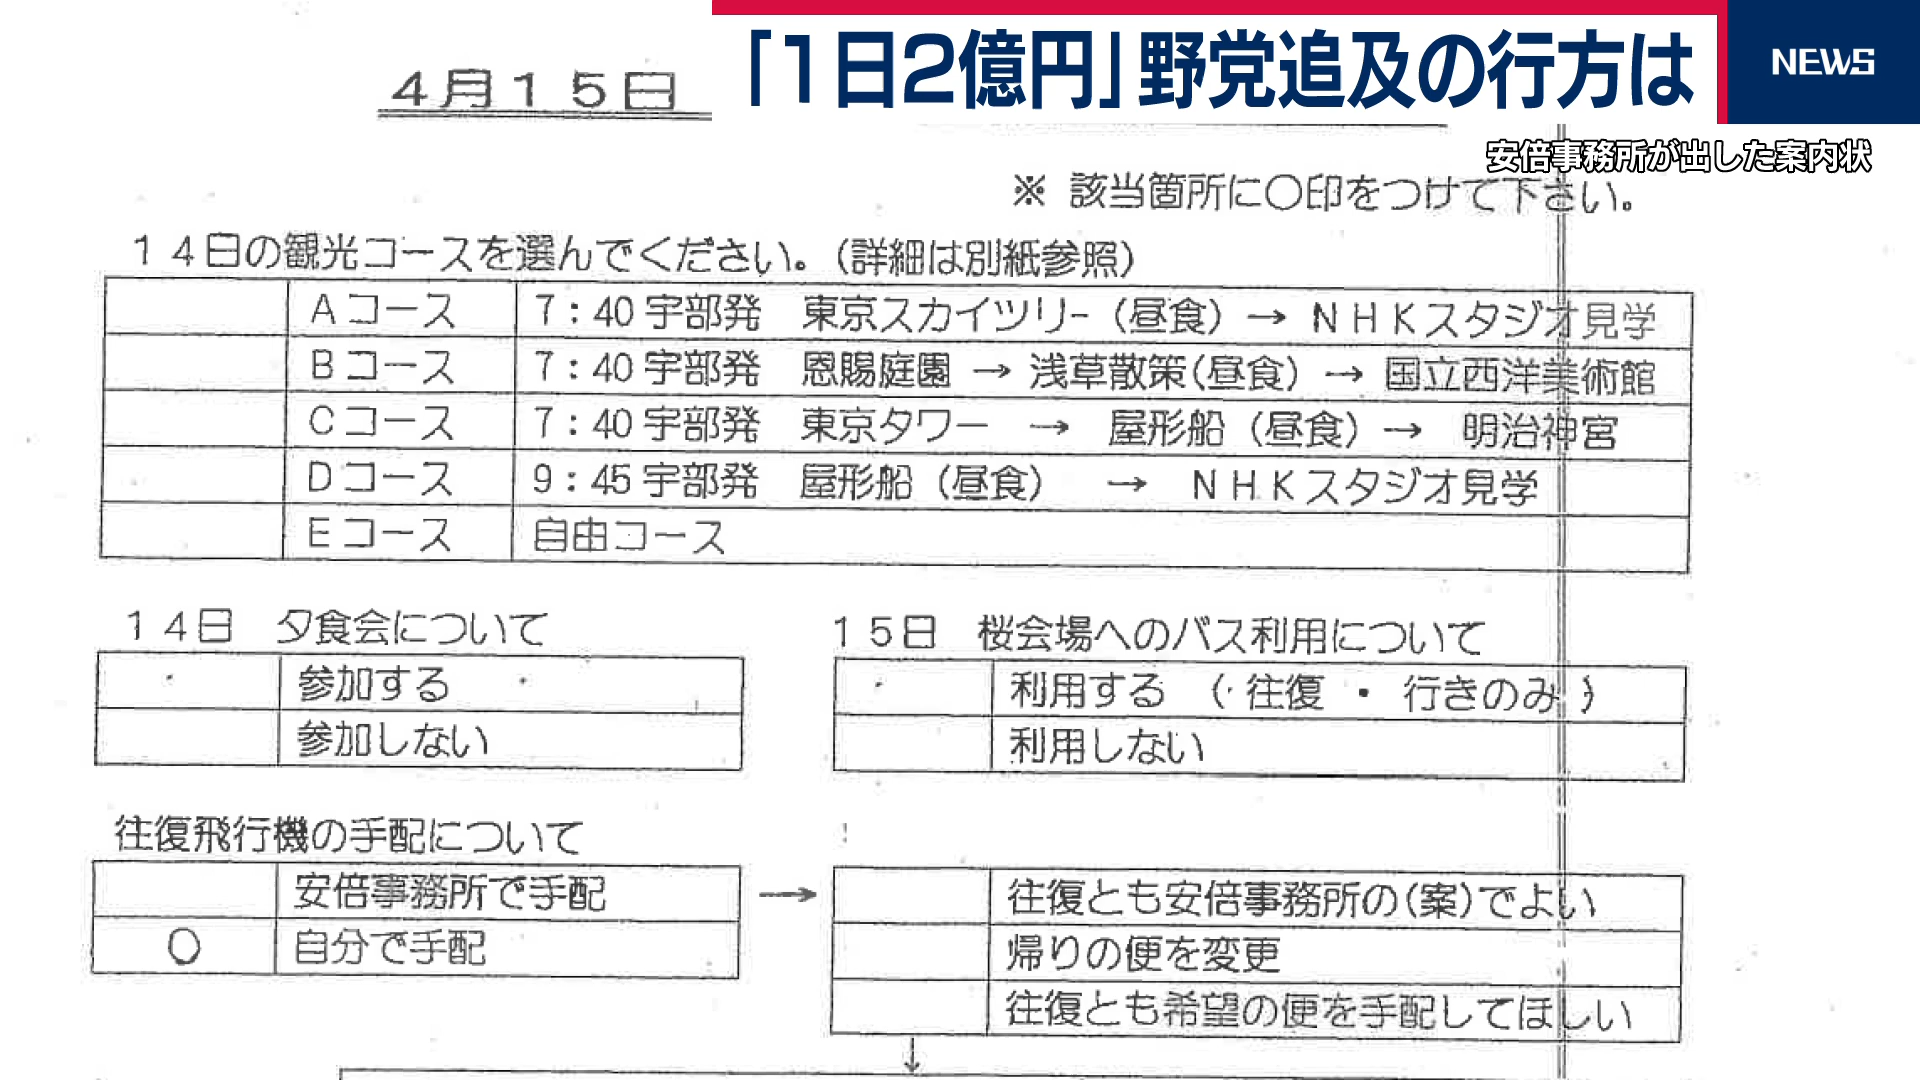 「1日2億円」野党追及の行方は
NEWS
安倍事務所が出した案内状
４月１５日
※ 該当箇所に〇印をつけて下さい。
１４日の観光コースを選んでください。(詳細は別紙参照)
Aコース 7:40宇部発 東京スカイツリー(昼食)→ NHKスタジオ見学
Bコース 7:40宇部発 恩賜庭園 → 浅草散策(昼食)→ 国立西洋美術館
Cコース 7:40宇部発 東京タワー → 屋形船(昼食)→ 明治神宮
Dコース 9:45宇部発 屋形船(昼食) → NHKスタジオ見学
Eコース 自由コース
１４日 夕食会について
参加する
参加しない
１５日 桜会場へのバス利用について
利用する (往復 ・ 行きのみ)
利用しない
往復飛行機の手配について
安倍事務所で手配 →
〇 自分で手配
往復とも安倍事務所の(案)でよい
帰りの便を変更
往復とも希望の便を手配してほしい
↓